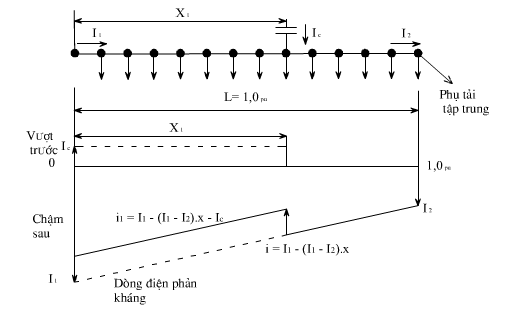 X₁
I₁
I꜀
I₂
L= 1,0 pu
Phụ tải
tập trung
X₁
Vượt
trước
I꜀
0
1,0 pu
I₂
Chậm
sau
i₁ = I₁ - (I₁ - I₂).x - I꜀
i = I₁ - (I₁ - I₂).x
I₁
Dòng điện phản
kháng